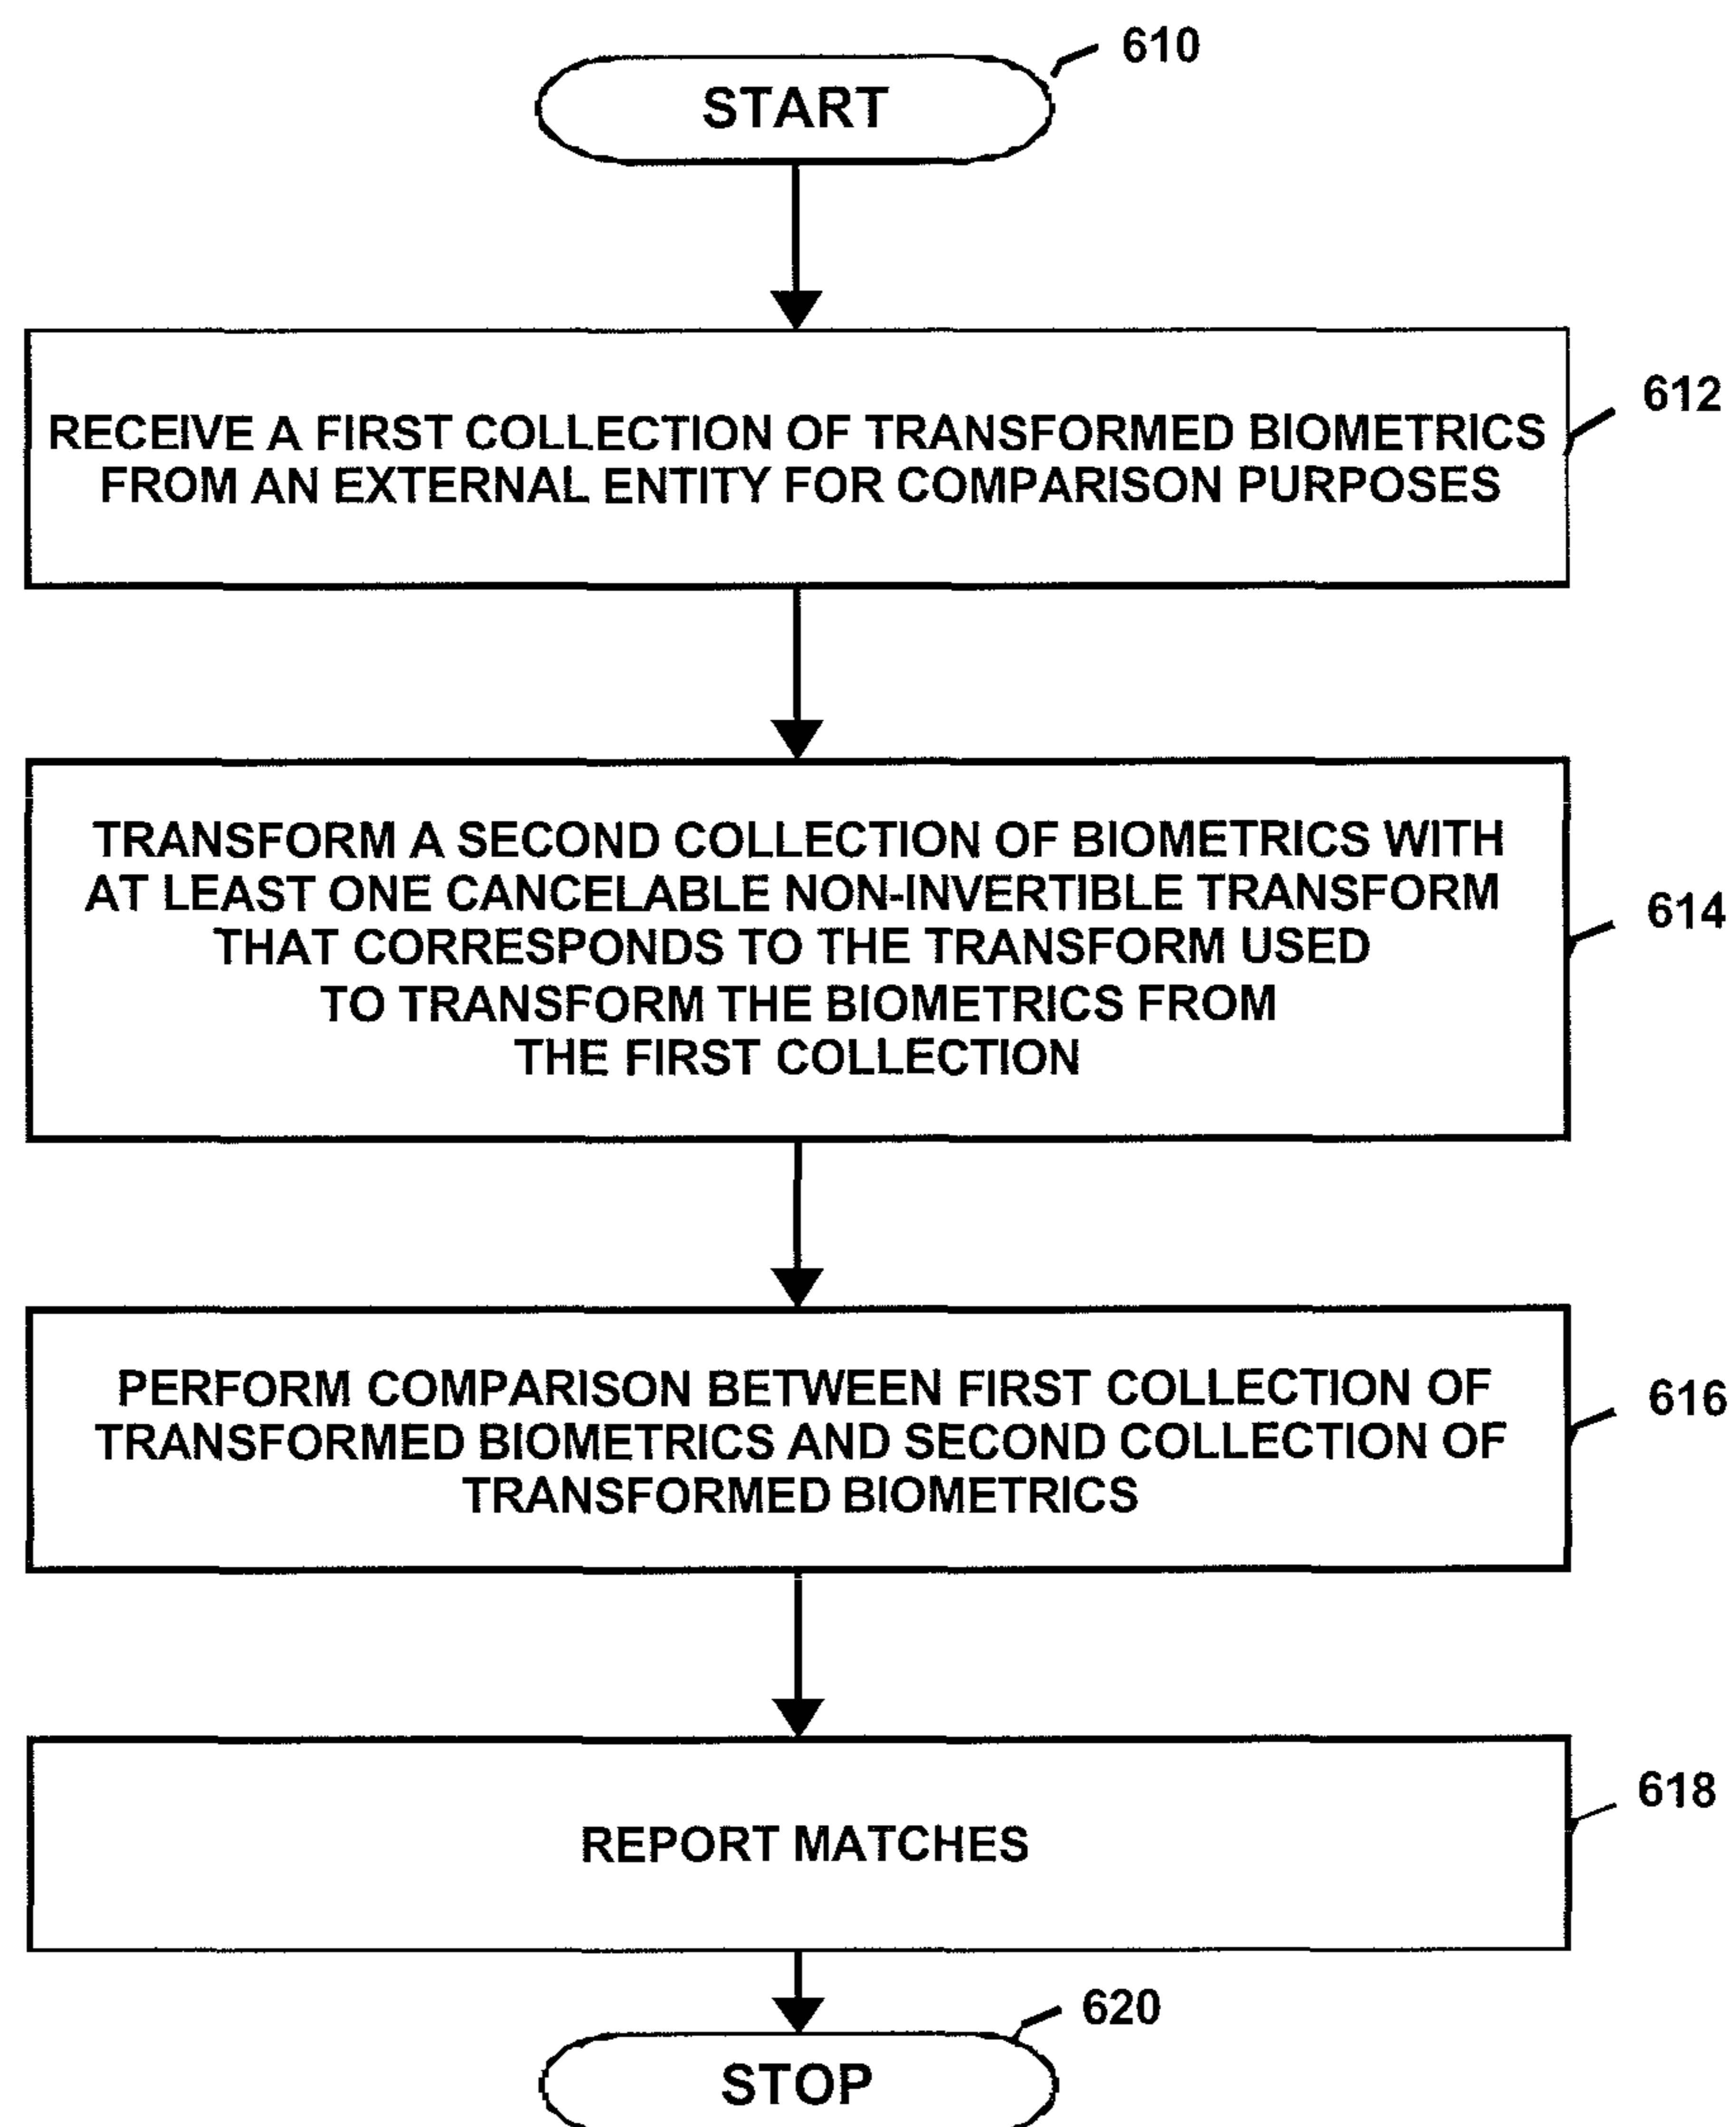 610
START
612
RECEIVE A FIRST COLLECTION OF TRANSFORMED BIOMETRICS
FROM AN EXTERNAL ENTITY FOR COMPARISON PURPOSES
TRANSFORM A SECOND COLLECTION OF BIOMETRICS WITH
AT LEAST ONE CANCELABLE NON-INVERTIBLE TRANSFORM
THAT CORRESPONDS TO THE TRANSFORM USED
TO TRANSFORM THE BIOMETRICS FROM
THE FIRST COLLECTION
614
PERFORM COMPARISON BETWEEN FIRST COLLECTION OF
TRANSFORMED BIOMETRICS AND SECOND COLLECTION OF
TRANSFORMED BIOMETRICS
616
REPORT MATCHES
618
620
STOP